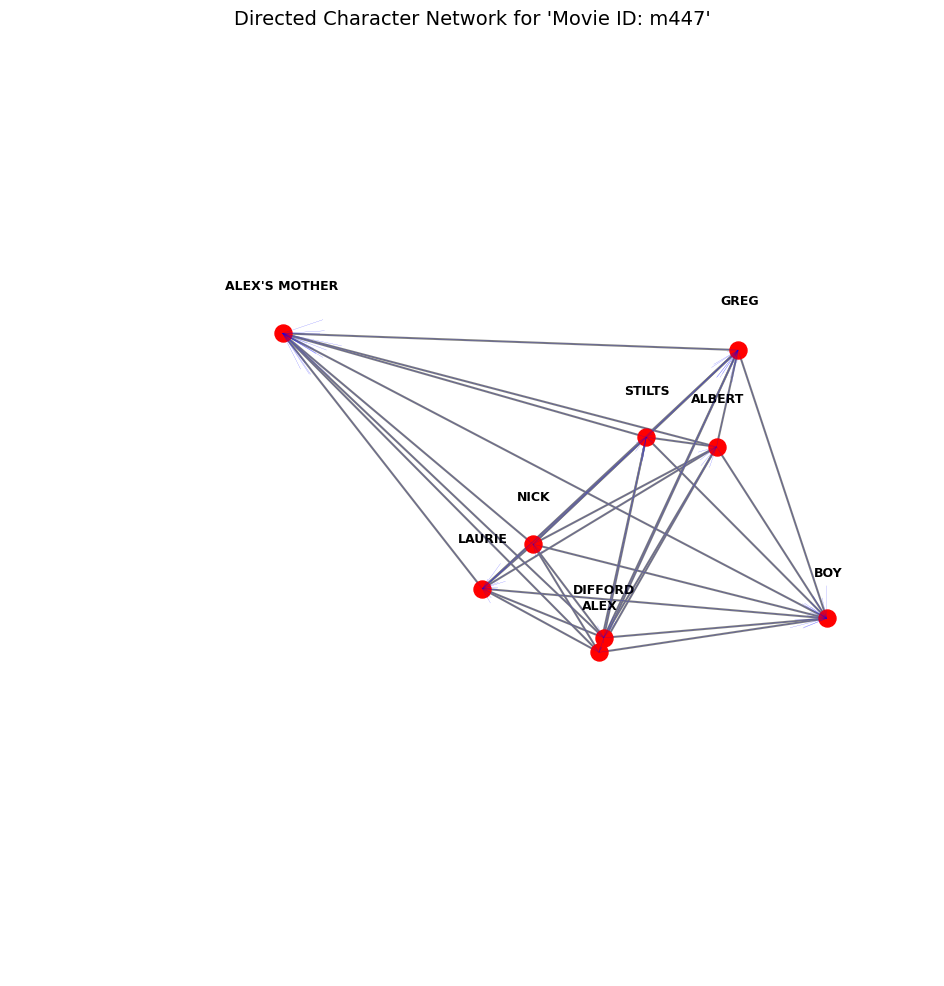 Directed Character Network for 'Movie ID: m447'
ALEX'S MOTHER
GREG
STILTS
ALBERT
NICK
LAURIE
BOY
DIFFORD
ALEX